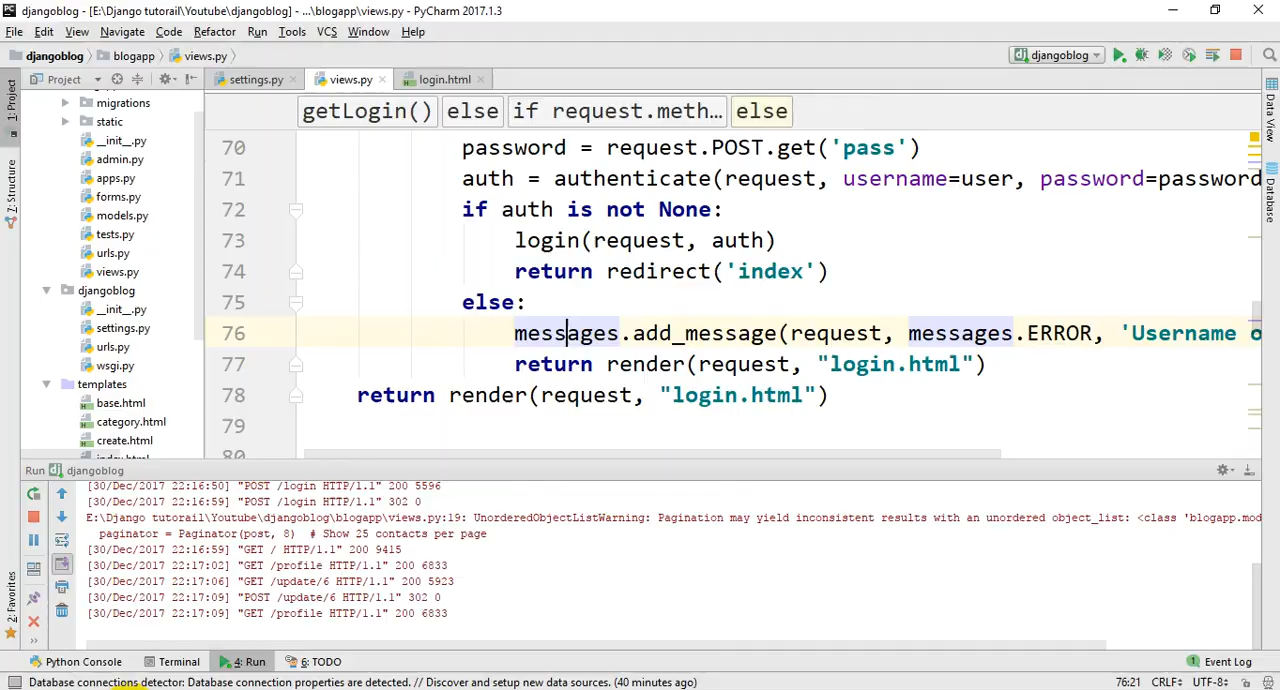 djangoblog - [E:\Django tutorail\Youtube\djangoblog] - ...\blogapp\views.py - PyCharm 2017.1.3
File Edit View Navigate Code Refactor Run Tools VCS Window Help
djangoblog blogapp views.py djangoblog
Project settings.py views.py login.html
1: Project
7: Structure
2: Favorites
migrations
static
__init__.py
admin.py
apps.py
forms.py
models.py
tests.py
urls.py
views.py
djangoblog
__init__.py
settings.py
urls.py
wsgi.py
templates
base.html
category.html
create.html
getLogin() else if request.meth... else
70 password = request.POST.get('pass')
71 auth = authenticate(request, username=user, password=password
72 if auth is not None:
73 login(request, auth)
74 return redirect('index')
75 else:
76 messages.add_message(request, messages.ERROR, 'Username o
77 return render(request, "login.html")
78 return render(request, "login.html")
79
80
Data View
Database
Run djangoblog
[30/Dec/2017 22:16:50] "POST /login HTTP/1.1" 200 5596
[30/Dec/2017 22:16:59] "POST /login HTTP/1.1" 302 0
E:\Django tutorail\Youtube\djangoblog\blogapp\views.py:19: UnorderedObjectListWarning: Pagination may yield inconsistent results with an unordered object_list: <class 'blogapp.mod
paginator = Paginator(post, 8) # Show 25 contacts per page
[30/Dec/2017 22:16:59] "GET / HTTP/1.1" 200 9415
[30/Dec/2017 22:17:02] "GET /profile HTTP/1.1" 200 6833
[30/Dec/2017 22:17:06] "GET /update/6 HTTP/1.1" 200 5923
[30/Dec/2017 22:17:09] "POST /update/6 HTTP/1.1" 302 0
[30/Dec/2017 22:17:09] "GET /profile HTTP/1.1" 200 6833
Python Console Terminal 4: Run 6: TODO 1 Event Log
Database connections detector: Database connection properties are detected. // Discover and setup new data sources. (40 minutes ago) 76:21 CRLF UTF-8